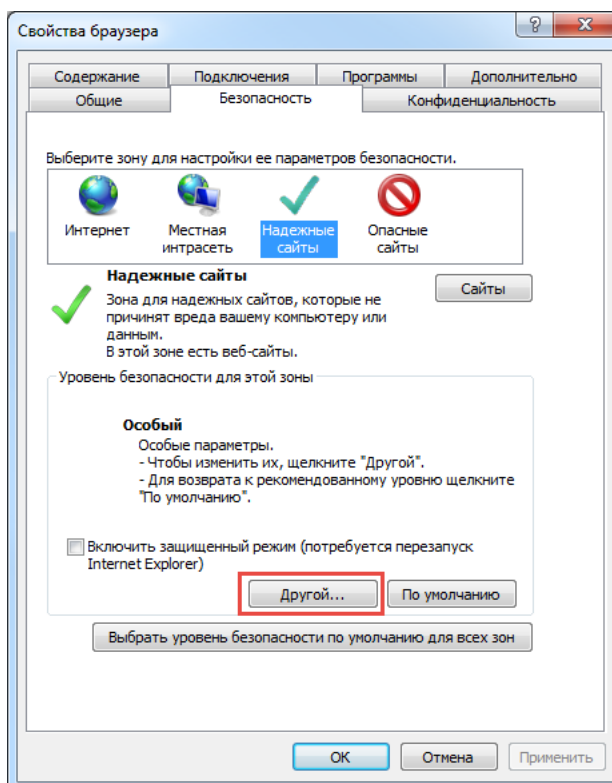 Свойства браузера
Содержание Подключения Программы Дополнительно
Общие Безопасность Конфиденциальность
Выберите зону для настройки ее параметров безопасности.
Интернет
Местная
интрасеть
Надежные
сайты
Опасные
сайты
Надежные сайты
Зона для надежных сайтов, которые не
причинят вреда вашему компьютеру или
данным.
В этой зоне есть веб-сайты.
Сайты
Уровень безопасности для этой зоны
Особый
Особые параметры.
- Чтобы изменить их, щелкните "Другой".
- Для возврата к рекомендованному уровню щелкните
"По умолчанию".
Включить защищенный режим (потребуется перезапуск
Internet Explorer)
Другой... По умолчанию
Выбрать уровень безопасности по умолчанию для всех зон
OK Отмена Применить